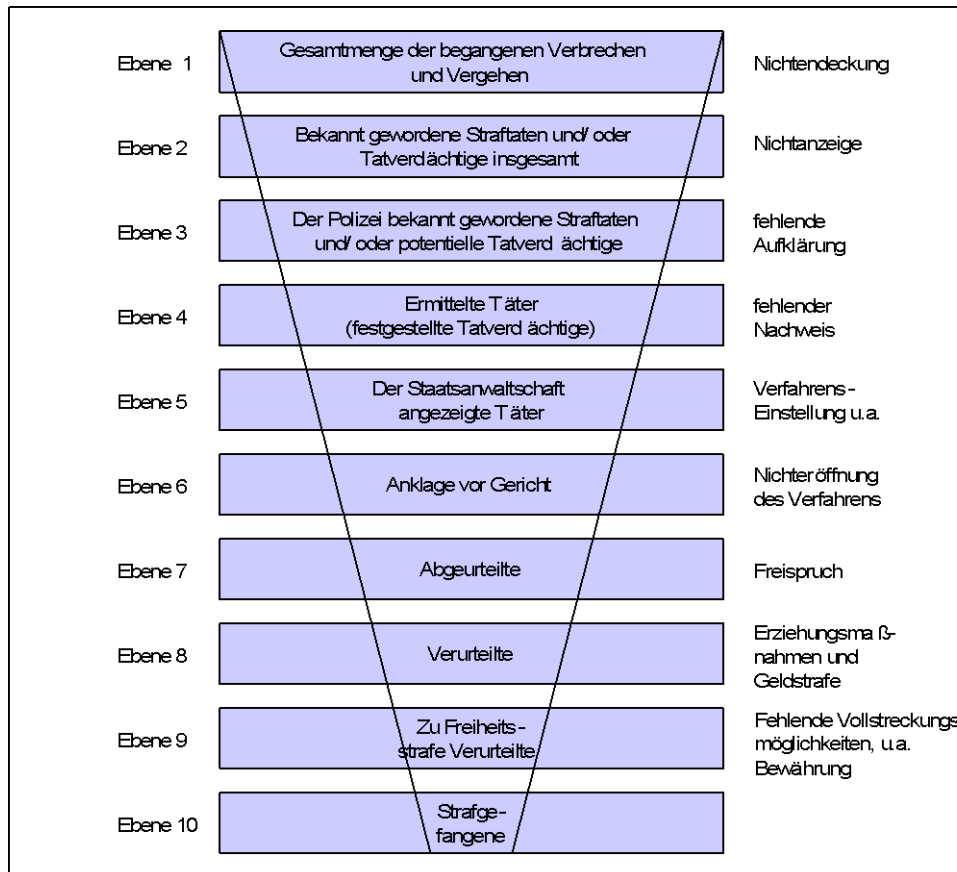 Ebene 1
Gesamtmenge der begangenen Verbrechen
und Vergehen
Nichtendeckung
Ebene 2
Bekannt gewordene Straftaten und/ oder
Tatverdächtige insgesamt
Nichtanzeige
Ebene 3
Der Polizei bekannt gewordene Straftaten
und/ oder potentielle Tatverd ächtige
fehlende
Aufklärung
Ebene 4
Ermittelte Täter
(festgestellte Tatverd ächtige)
fehlender
Nachweis
Ebene 5
Der Staatsanwaltschaft
angezeigte Täter
Verfahrens-
Einstellung u.a.
Ebene 6
Anklage vor Gericht
Nichteröffnung
des Verfahrens
Ebene 7
Abgeurteilte
Freispruch
Ebene 8
Verurteilte
Erziehungsma ß-
nahmen und
Geldstrafe
Ebene 9
Zu Freiheits-
strafe Verurteilte
Fehlende Vollstreckungs
möglichkeiten, u.a.
Bewährung
Ebene 10
Strafge-
fangene